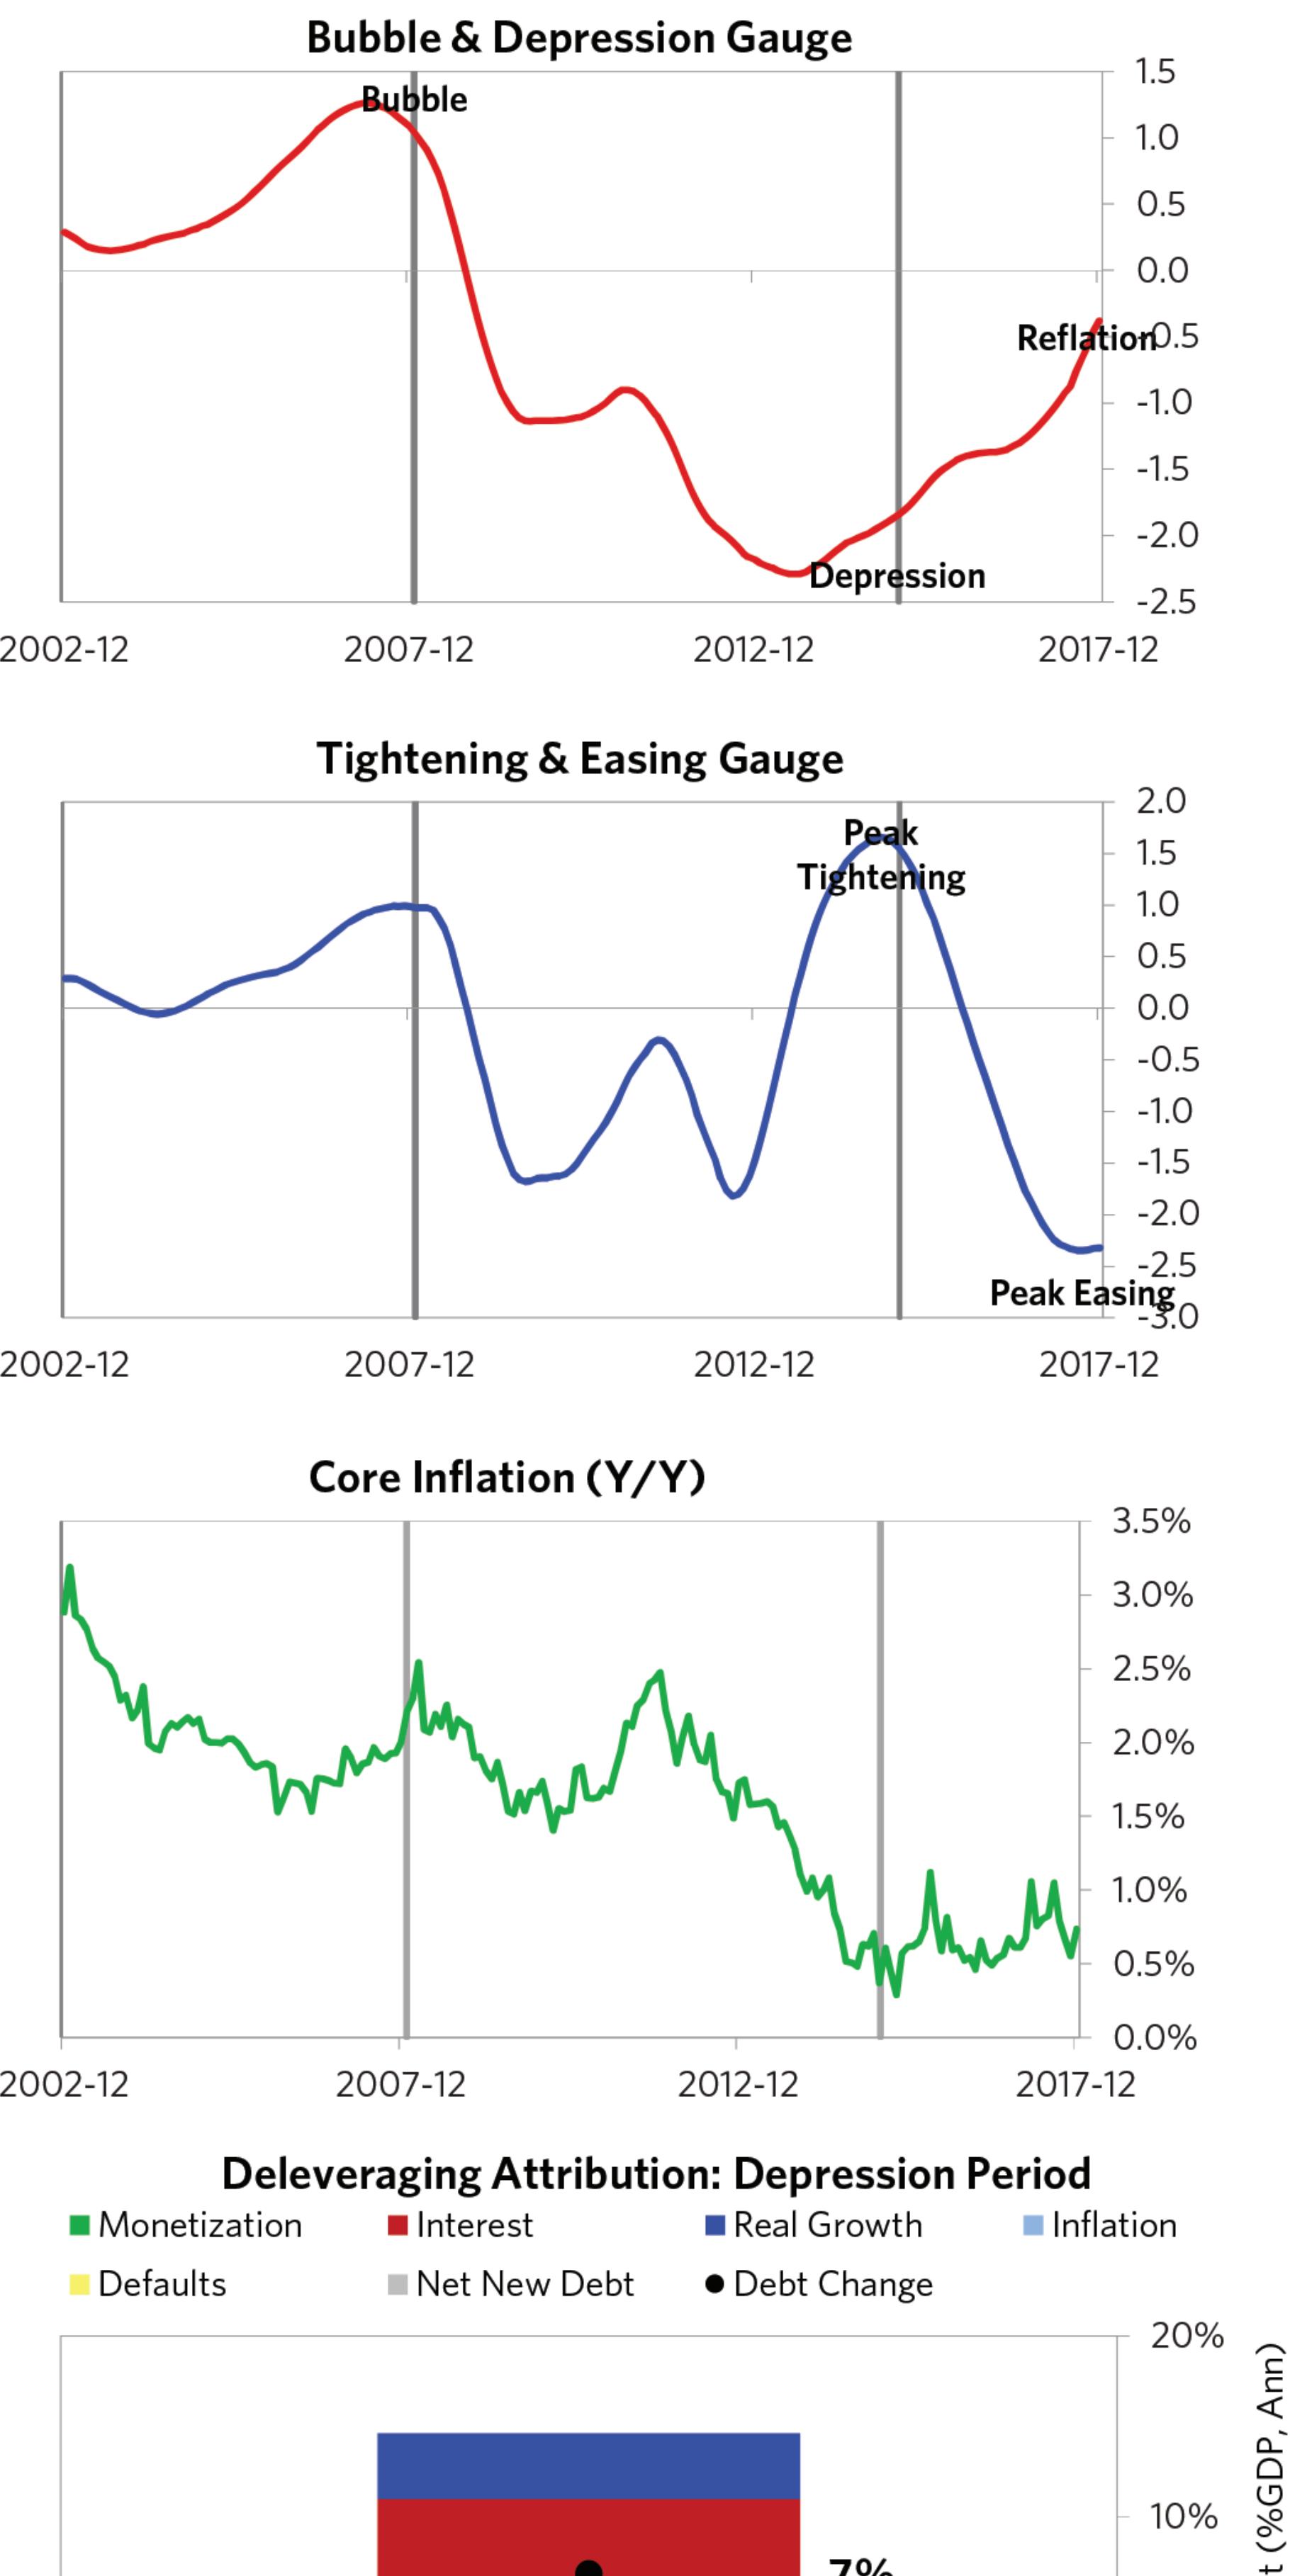 Bubble & Depression Gauge
Bubble
1.5
1.0
0.5
0.0
Reflation
-0.5
-1.0
-1.5
-2.0
Depression
-2.5
2002-12 2007-12 2012-12 2017-12
Tightening & Easing Gauge
2.0
Peak
Tightening
1.5
1.0
0.5
0.0
-0.5
-1.0
-1.5
-2.0
-2.5
Peak Easing
-3.0
2002-12 2007-12 2012-12 2017-12
Core Inflation (Y/Y)
3.5%
3.0%
2.5%
2.0%
1.5%
1.0%
0.5%
0.0%
2002-12 2007-12 2012-12 2017-12
Deleveraging Attribution: Depression Period
Monetization Interest Real Growth Inflation
Defaults Net New Debt Debt Change
20%
10%
7%
(%GDP, Ann)